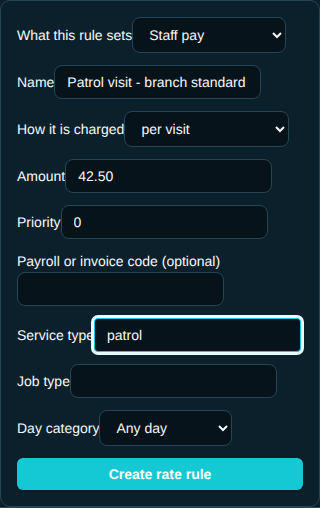 What this rule sets Staff pay
Name Patrol visit - branch standard
How it is charged per visit
Amount 42.50
Priority 0
Payroll or invoice code (optional)
Service type patrol
Job type
Day category Any day
Create rate rule